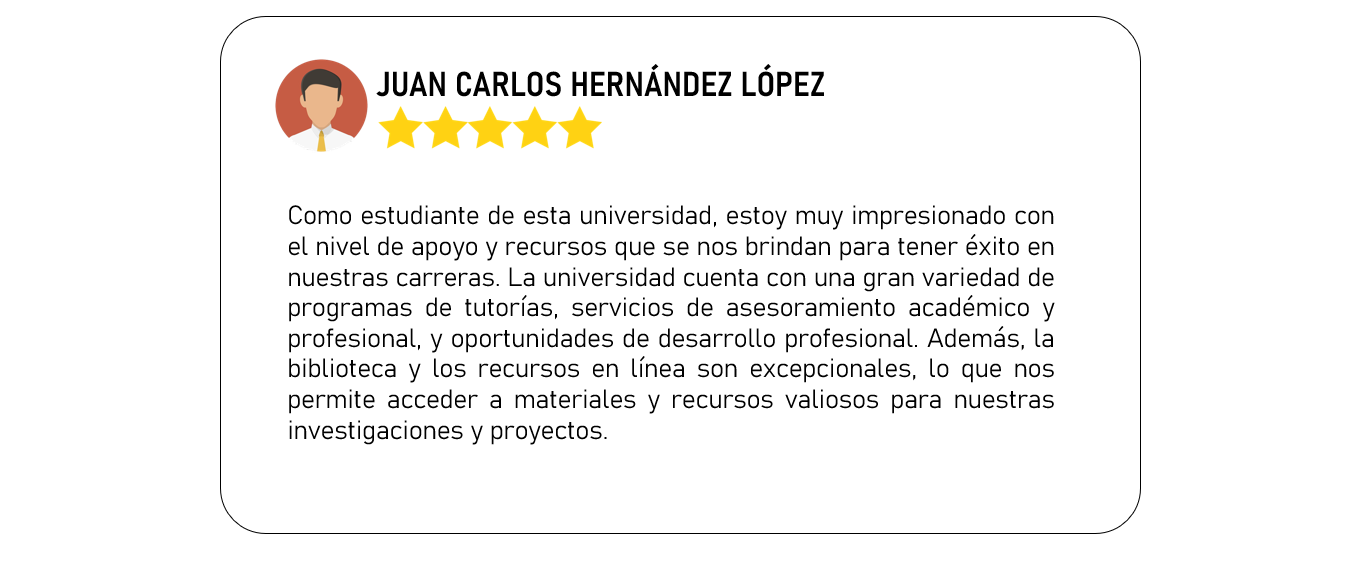 JUAN CARLOS HERNÁNDEZ LÓPEZ
Como estudiante de esta universidad, estoy muy impresionado con
el nivel de apoyo y recursos que se nos brindan para tener éxito en
nuestras carreras. La universidad cuenta con una gran variedad de
programas de tutorías, servicios de asesoramiento académico y
profesional, y oportunidades de desarrollo profesional. Además, la
biblioteca y los recursos en línea son excepcionales, lo que nos
permite acceder a materiales y recursos valiosos para nuestras
investigaciones y proyectos.